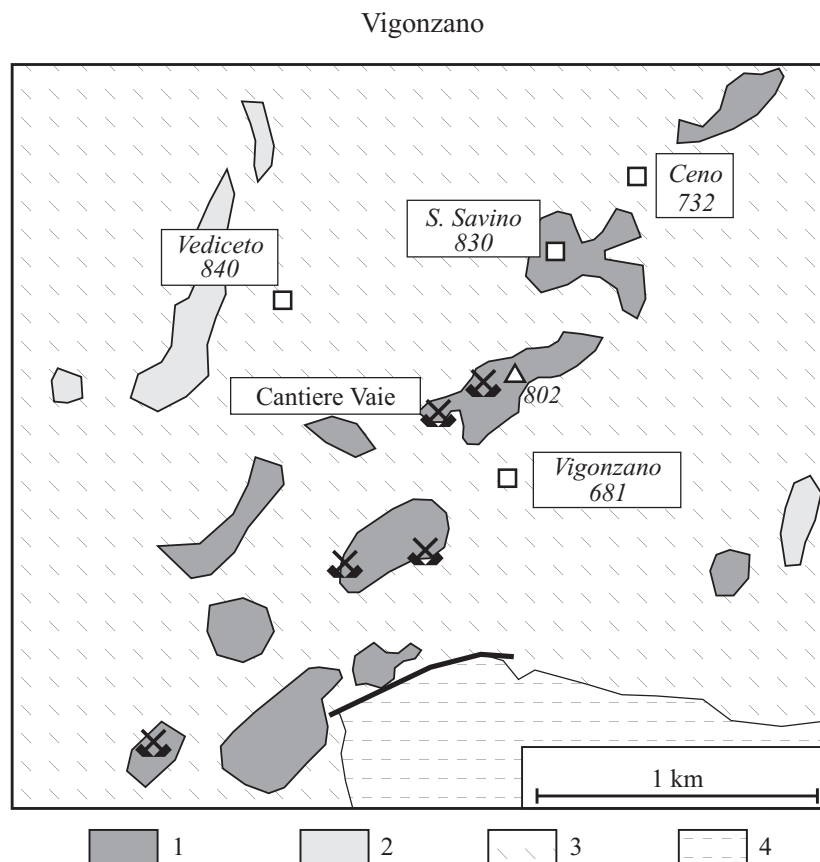 Vigonzano
Ceno
732
S. Savino
830
Vediceto
840
Cantiere Vaie
802
Vigonzano
681
1 km
1
2
3
4